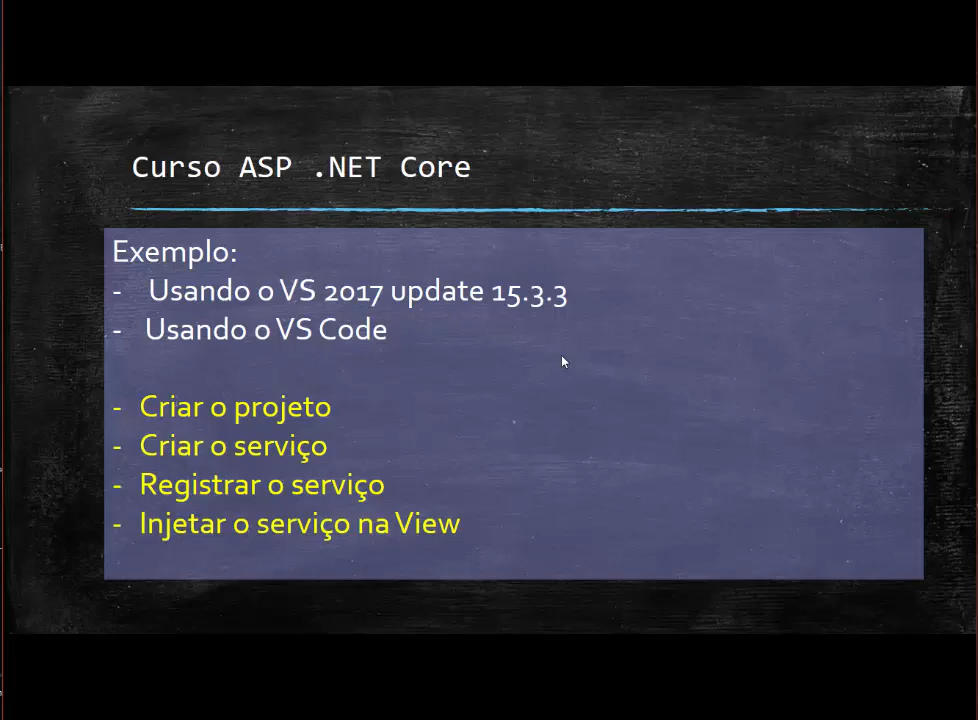 Curso ASP .NET Core
Exemplo:
- Usando o VS 2017 update 15.3.3
- Usando o VS Code
- Criar o projeto
- Criar o serviço
- Registrar o serviço
- Injetar o serviço na View